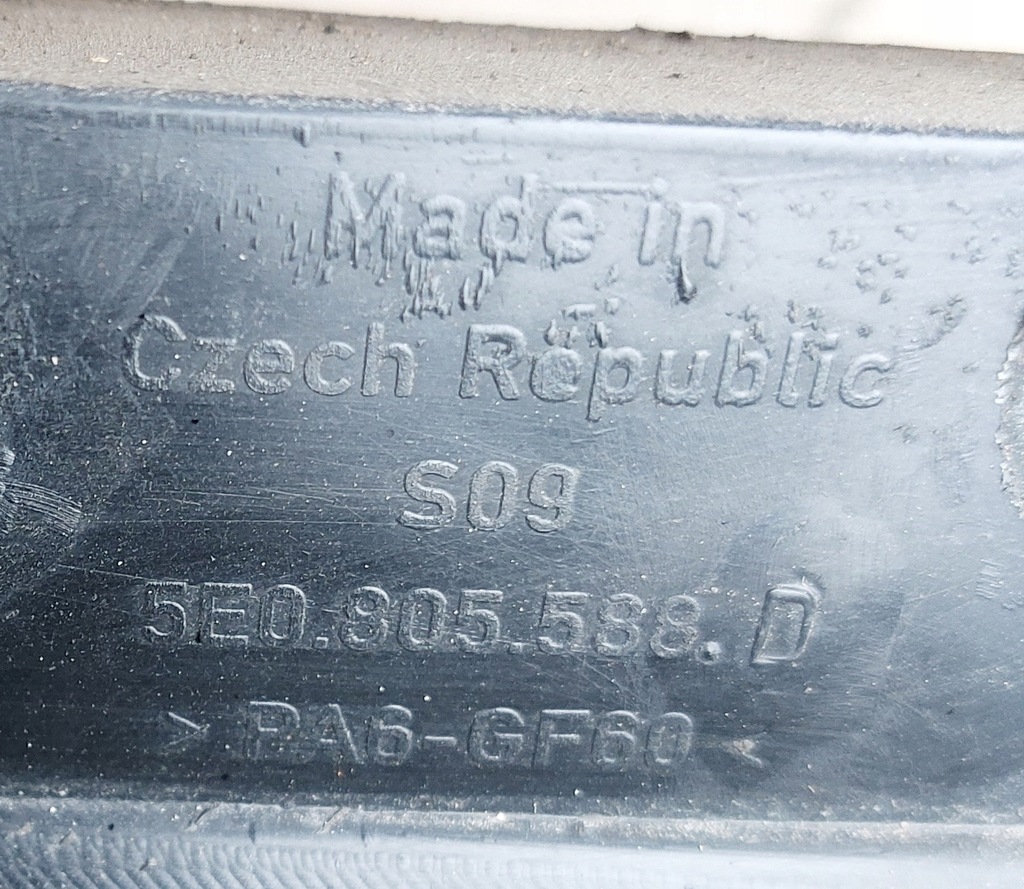 Made in
Czech Republic
S09
5E0.805.588.D
> PA6-GF60 <